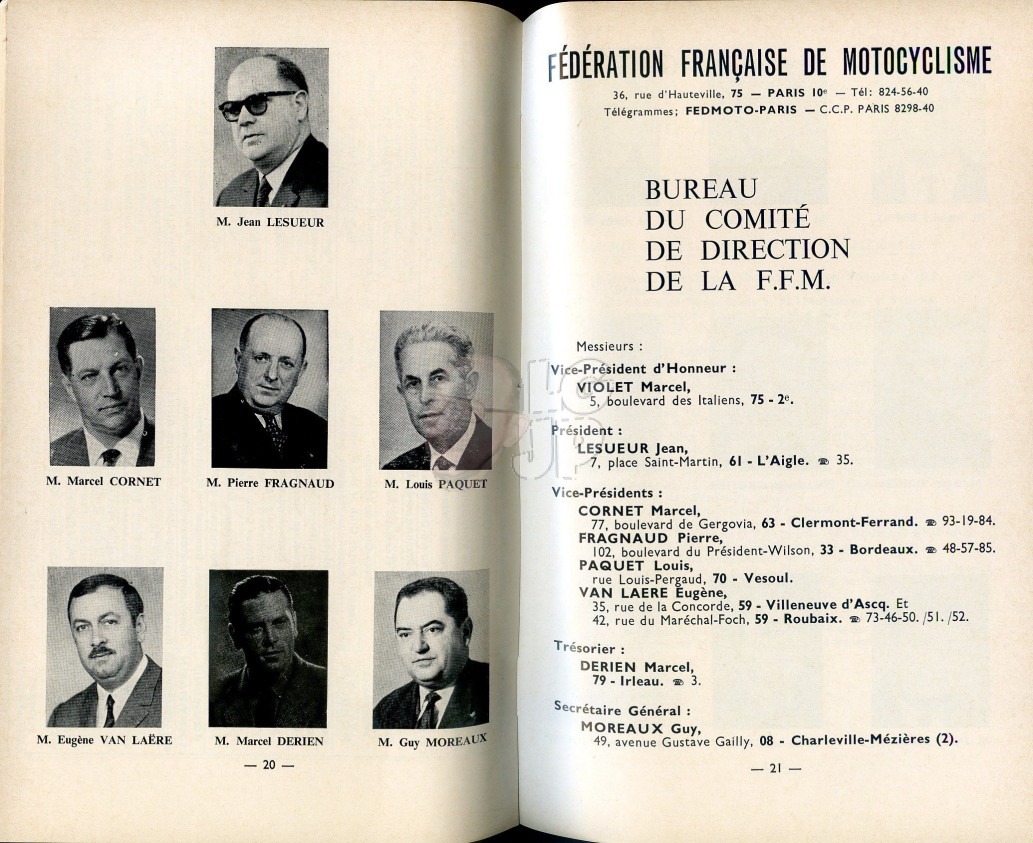 M. Jean LESUEUR
M. Marcel CORNET
M. Pierre FRAGNAUD
M. Louis PAQUET
M. Eugène VAN LAËRE
M. Marcel DERIEN
M. Guy MOREAUX
— 20 —
FÉDÉRATION FRANÇAISE DE MOTOCYCLISME
36, rue d'Hauteville, 75 — PARIS 10e — Tél: 824-56-40
Télégrammes; FEDMOTO-PARIS — C.C.P. PARIS 8298-40
BUREAU
DU COMITÉ
DE DIRECTION
DE LA F.F.M.
Messieurs :
Vice-Président d'Honneur :
VIOLET Marcel,
5, boulevard des Italiens, 75 - 2e.
Président :
LESUEUR Jean,
7, place Saint-Martin, 61 - L'Aigle. ☎ 35.
Vice-Présidents :
CORNET Marcel,
77, boulevard de Gergovia, 63 - Clermont-Ferrand. ☎ 93-19-84.
FRAGNAUD Pierre,
102, boulevard du Président-Wilson, 33 - Bordeaux. ☎ 48-57-85.
PAQUET Louis,
rue Louis-Pergaud, 70 - Vesoul.
VAN LAERE Eugène,
35, rue de la Concorde, 59 - Villeneuve d'Ascq. Et
42, rue du Maréchal-Foch, 59 - Roubaix. ☎ 73-46-50. /51. /52.
Trésorier :
DERIEN Marcel,
79 - Irleau. ☎ 3.
Secrétaire Général :
MOREAUX Guy,
49, avenue Gustave Gailly, 08 - Charleville-Mézières (2).
— 21 —